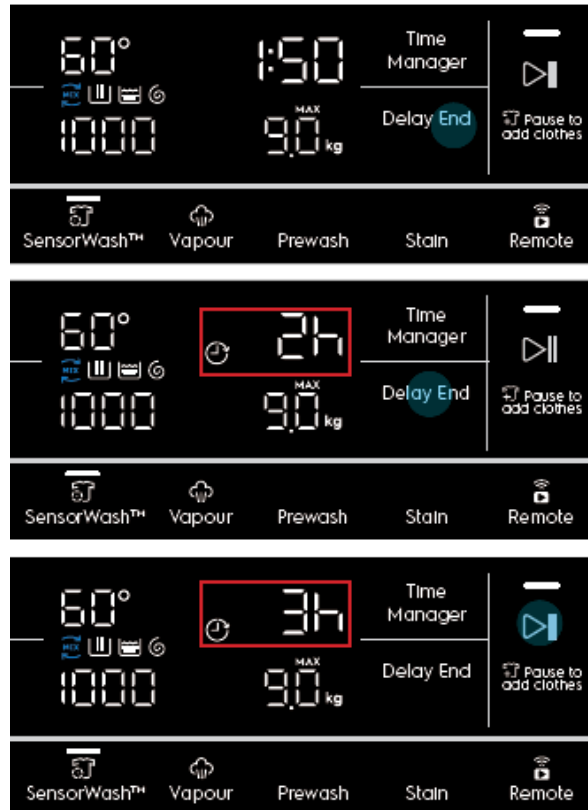 60° 1:50 Time
Manager
MIX
1000 MAX
9.0 kg Delay End Pause to
add clothes
SensorWash™ Vapour Prewash Stain Remote
60° 2h Time
Manager
MIX
1000 MAX
9.0 kg Delay End Pause to
add clothes
SensorWash™ Vapour Prewash Stain Remote
60° 3h Time
Manager
MIX
1000 MAX
9.0 kg Delay End Pause to
add clothes
SensorWash™ Vapour Prewash Stain Remote